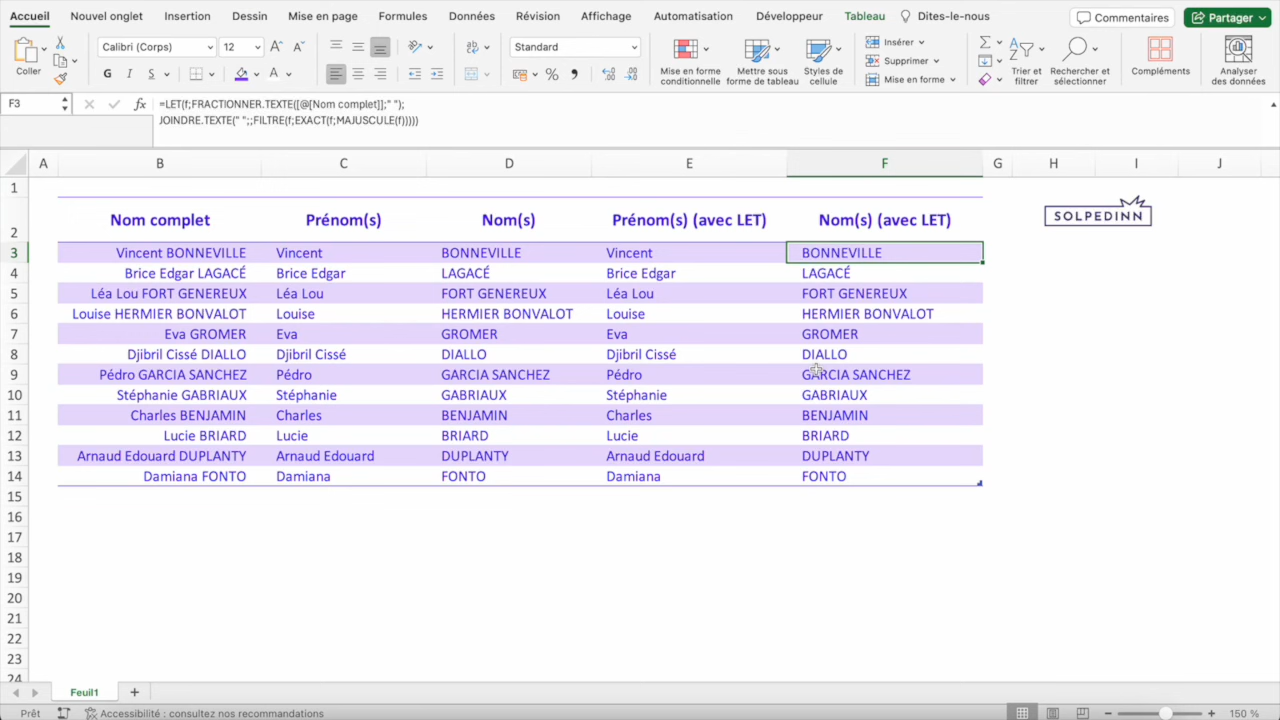 Accueil Nouvel onglet Insertion Dessin Mise en page Formules Données Révision Affichage Automatisation Développeur Tableau Dites-le-nous Commentaires Partager
Coller Calibri (Corps) 12 A^ A˅ Standard Mise en forme conditionnelle Mettre sous forme de tableau Styles de cellule Insérer Supprimer Mise en forme Trier et filtrer Rechercher et sélectionner Compléments Analyser des données
G I S A % 
F3 fx =LET(f;FRACTIONNER.TEXTE([@[Nom complet]];" ");
JOINDRE.TEXTE(" ";;FILTRE(f;EXACT(f;MAJUSCULE(f)))))
A B C D E F G H I J
1
2 Nom complet Prénom(s) Nom(s) Prénom(s) (avec LET) Nom(s) (avec LET) SOLPEDINN
3 Vincent BONNEVILLE Vincent BONNEVILLE Vincent BONNEVILLE
4 Brice Edgar LAGACÉ Brice Edgar LAGACÉ Brice Edgar LAGACÉ
5 Léa Lou FORT GENEREUX Léa Lou FORT GENEREUX Léa Lou FORT GENEREUX
6 Louise HERMIER BONVALOT Louise HERMIER BONVALOT Louise HERMIER BONVALOT
7 Eva GROMER Eva GROMER Eva GROMER
8 Djibril Cissé DIALLO Djibril Cissé DIALLO Djibril Cissé DIALLO
9 Pédro GARCIA SANCHEZ Pédro GARCIA SANCHEZ Pédro GARCIA SANCHEZ
10 Stéphanie GABRIAUX Stéphanie GABRIAUX Stéphanie GABRIAUX
11 Charles BENJAMIN Charles BENJAMIN Charles BENJAMIN
12 Lucie BRIARD Lucie BRIARD Lucie BRIARD
13 Arnaud Edouard DUPLANTY Arnaud Edouard DUPLANTY Arnaud Edouard DUPLANTY
14 Damiana FONTO Damiana FONTO Damiana FONTO
15
16
17
18
19
20
21
22
23
24
Feuil1 +
Prêt Accessibilité : consultez nos recommandations 150 %